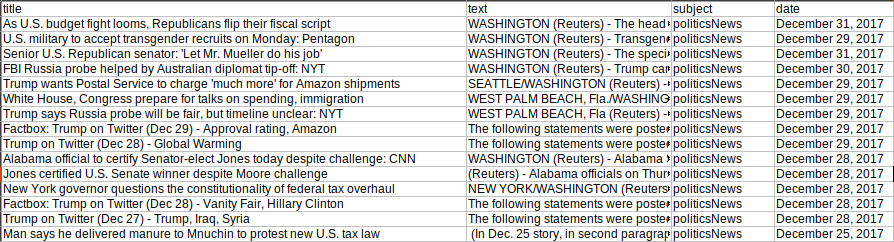 title text subject date
As U.S. budget fight looms, Republicans flip their fiscal script WASHINGTON (Reuters) - The head politicsNews December 31, 2017
U.S. military to accept transgender recruits on Monday: Pentagon WASHINGTON (Reuters) - Transgen politicsNews December 29, 2017
Senior U.S. Republican senator: 'Let Mr. Mueller do his job' WASHINGTON (Reuters) - The speci politicsNews December 31, 2017
FBI Russia probe helped by Australian diplomat tip-off: NYT WASHINGTON (Reuters) - Trump car politicsNews December 30, 2017
Trump wants Postal Service to charge 'much more' for Amazon shipments SEATTLE/WASHINGTON (Reuters) - politicsNews December 29, 2017
White House, Congress prepare for talks on spending, immigration WEST PALM BEACH, Fla./WASHING politicsNews December 29, 2017
Trump says Russia probe will be fair, but timeline unclear: NYT WEST PALM BEACH, Fla (Reuters) - politicsNews December 29, 2017
Factbox: Trump on Twitter (Dec 29) - Approval rating, Amazon The following statements were poste politicsNews December 29, 2017
Trump on Twitter (Dec 28) - Global Warming The following statements were poste politicsNews December 29, 2017
Alabama official to certify Senator-elect Jones today despite challenge: CNN WASHINGTON (Reuters) - Alabama politicsNews December 28, 2017
Jones certified U.S. Senate winner despite Moore challenge (Reuters) - Alabama officials on Thur politicsNews December 28, 2017
New York governor questions the constitutionality of federal tax overhaul NEW YORK/WASHINGTON (Reuters politicsNews December 28, 2017
Factbox: Trump on Twitter (Dec 28) - Vanity Fair, Hillary Clinton The following statements were poste politicsNews December 28, 2017
Trump on Twitter (Dec 27) - Trump, Iraq, Syria The following statements were poste politicsNews December 28, 2017
Man says he delivered manure to Mnuchin to protest new U.S. tax law (In Dec. 25 story, in second paragrap politicsNews December 25, 2017